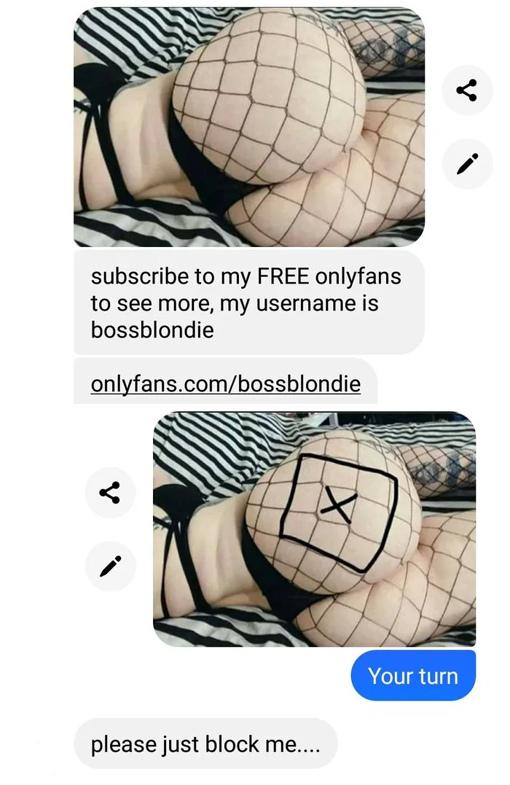 subscribe to my FREE onlyfans
to see more, my username is
bossblondie
onlyfans.com/bossblondie
X
Your turn
please just block me....